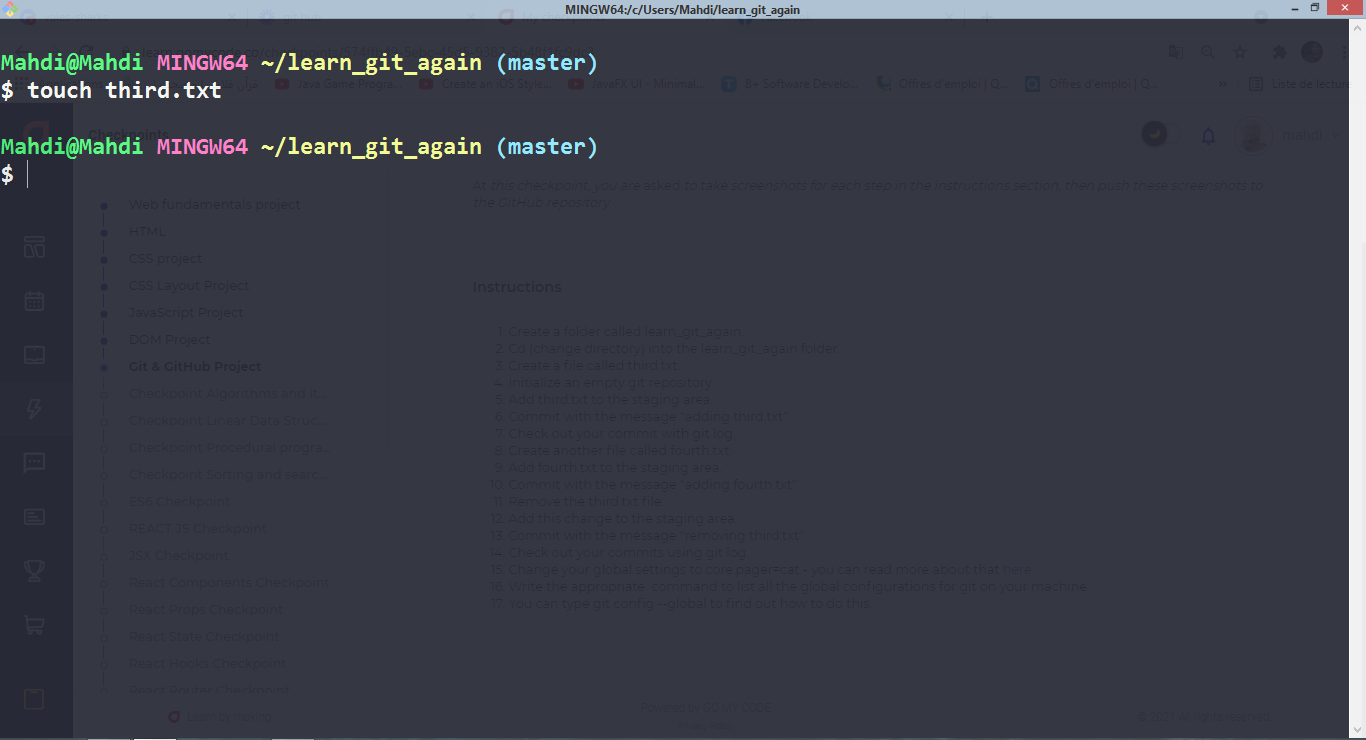 MINGW64:/c/Users/Mahdi/learn_git_again
Mahdi@Mahdi MINGW64 ~/learn_git_again (master)
$ touch third.txt
Mahdi@Mahdi MINGW64 ~/learn_git_again (master)
$
Java Game Progra...
Create an iOS Style...
JavaFX UI - Minimal...
8+ Software Develo...
Offres d'emploi | Q...
Offres d'emploi | Q...
»
Liste de lecture
Checkpoints
mahdi
At this checkpoint, you are asked to take screenshots for each step in the instructions section, then push these screenshots to
the GitHub repository.
Web fundamentals project
HTML
CSS project
CSS Layout Project
JavaScript Project
DOM Project
Git & GitHub Project
Checkpoint Algorithms and it...
Checkpoint Linear Data Struc...
Checkpoint Procedural progra...
Checkpoint Sorting and searc...
ES6 Checkpoint
REACT JS Checkpoint
JSX Checkpoint
React Components Checkpoint
React Props Checkpoint
React State Checkpoint
React Hooks Checkpoint
React Router Checkpoint
Instructions
1. Create a folder called learn_git_again.
2. Cd (change directory) into the learn_git_again folder.
3. Create a file called third.txt.
4. Initialize an empty git repository.
5. Add third.txt to the staging area.
6. Commit with the message "adding third.txt"
7. Check out your commit with git log.
8. Create another file called fourth.txt.
9. Add fourth.txt to the staging area
10. Commit with the message "adding fourth.txt"
11. Remove the third.txt file
12. Add this change to the staging area
13. Commit with the message "removing third.txt"
14. Check out your commits using git log
15. Change your global settings to core.pager=cat - you can read more about that here.
16. Write the appropriate command to list all the global configurations for git on your machine.
17. You can type git config --global to find out how to do this.
Learn by making
Powered by GO MY CODE
© 2021 All rights reserved.